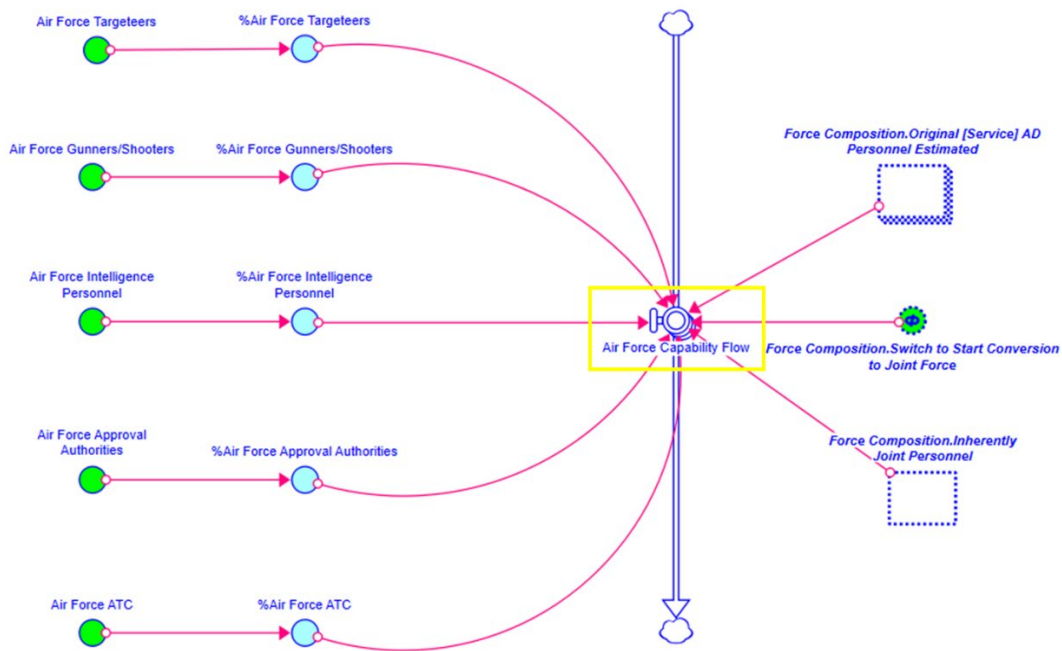 Air Force Targeteers
%Air Force Targeteers
Air Force Gunners/Shooters
%Air Force Gunners/Shooters
Force Composition.Original [Service] AD
Personnel Estimated
Air Force Intelligence
Personnel
%Air Force Intelligence
Personnel
Air Force Capability Flow
Force Composition.Switch to Start Conversion
to Joint Force
Air Force Approval
Authorities
%Air Force Approval Authorities
Force Composition.Inherently
Joint Personnel
Air Force ATC
%Air Force ATC